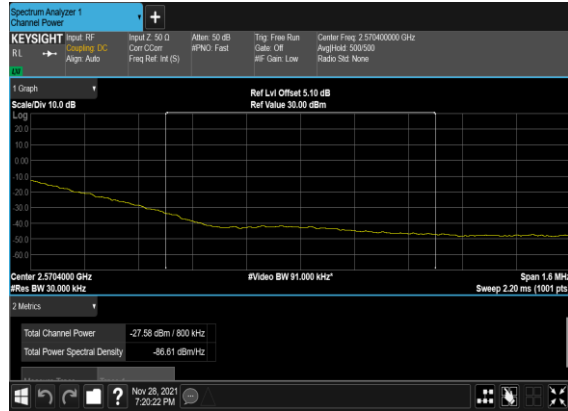 Spectrum Analyzer 1
Channel Power
+
KEYSIGHT Input: RF Input Z: 50 Ω Atten: 50 dB Trig: Free Run Center Freq: 2.570400000 GHz
RL Coupling: DC Corr CCorr #PNO: Fast Gate: Off Avg|Hold: 500/500
Align: Auto Freq Ref: Int (S) #IF Gain: Low Radio Std: None
1 Graph
Ref Lvl Offset 5.10 dB
Scale/Div 10.0 dB Ref Value 30.00 dBm
Log
20.0
10.0
0.00
-10.0
-20.0
-30.0
-40.0
-50.0
-60.0
Center 2.5704000 GHz #Video BW 91.000 kHz* Span 1.6 MHz
#Res BW 30.000 kHz Sweep 2.20 ms (1001 pts)
2 Metrics
Total Channel Power -27.58 dBm / 800 kHz
Total Power Spectral Density -86.61 dBm/Hz
?
Nov 28, 2021
7:20:22 PM